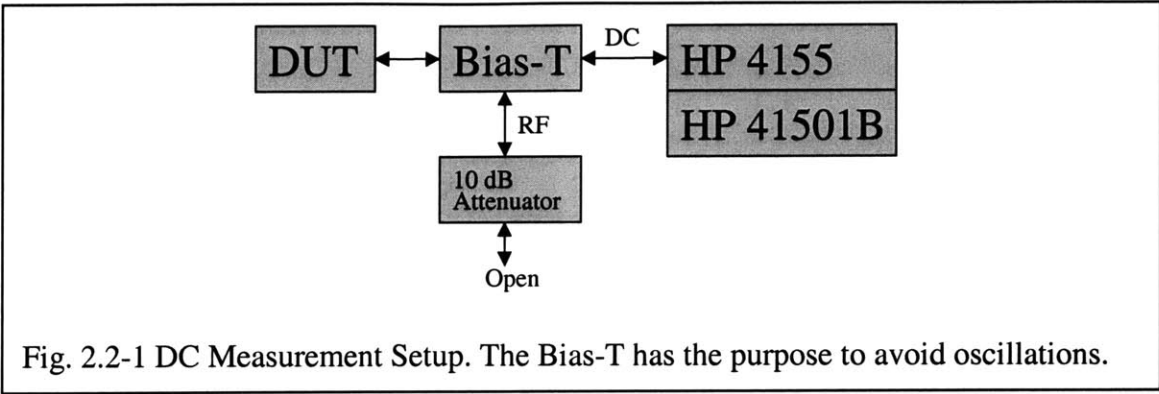 DUT
Bias-T
DC
HP 4155
HP 41501B
RF
10 dB
Attenuator
Open
Fig. 2.2-1 DC Measurement Setup. The Bias-T has the purpose to avoid oscillations.